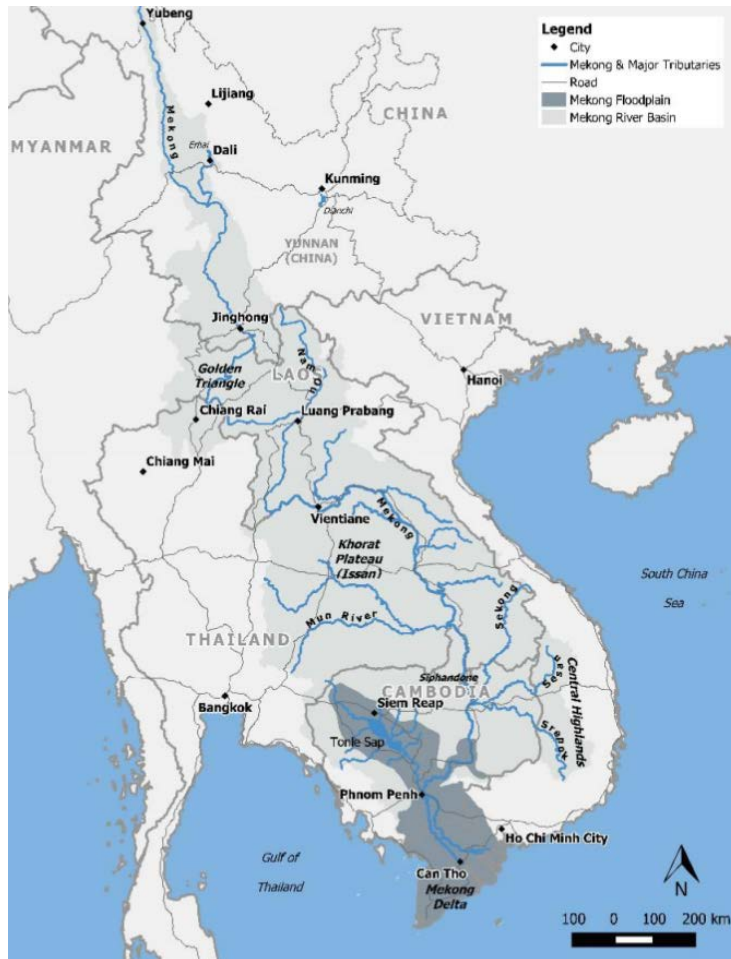 Yubeng
Legend
City
Mekong & Major Tributaries
Road
Mekong Floodplain
Mekong River Basin
Lijiang
CHINA
Mekong
MYANMAR
Erhai
Dali
Kunming
Dianchi
YUNNAN
(CHINA)
Jinghong
VIETNAM
Nam Ou
Golden
Triangle
LAOS
Hanoi
Chiang Rai
Luang Prabang
Chiang Mai
Vientiane
Mekong
Khorat
Plateau
(Issan)
South China
Sea
Sekong
Mun River
THAILAND
Siphandone
Se San
Central Highlands
CAMBODIA
Bangkok
Siem Reap
Srepok
Tonle Sap
Phnom Penh
Ho Chi Minh City
Gulf of
Thailand
Can Tho
Mekong
Delta
N
100 0 100 200 km